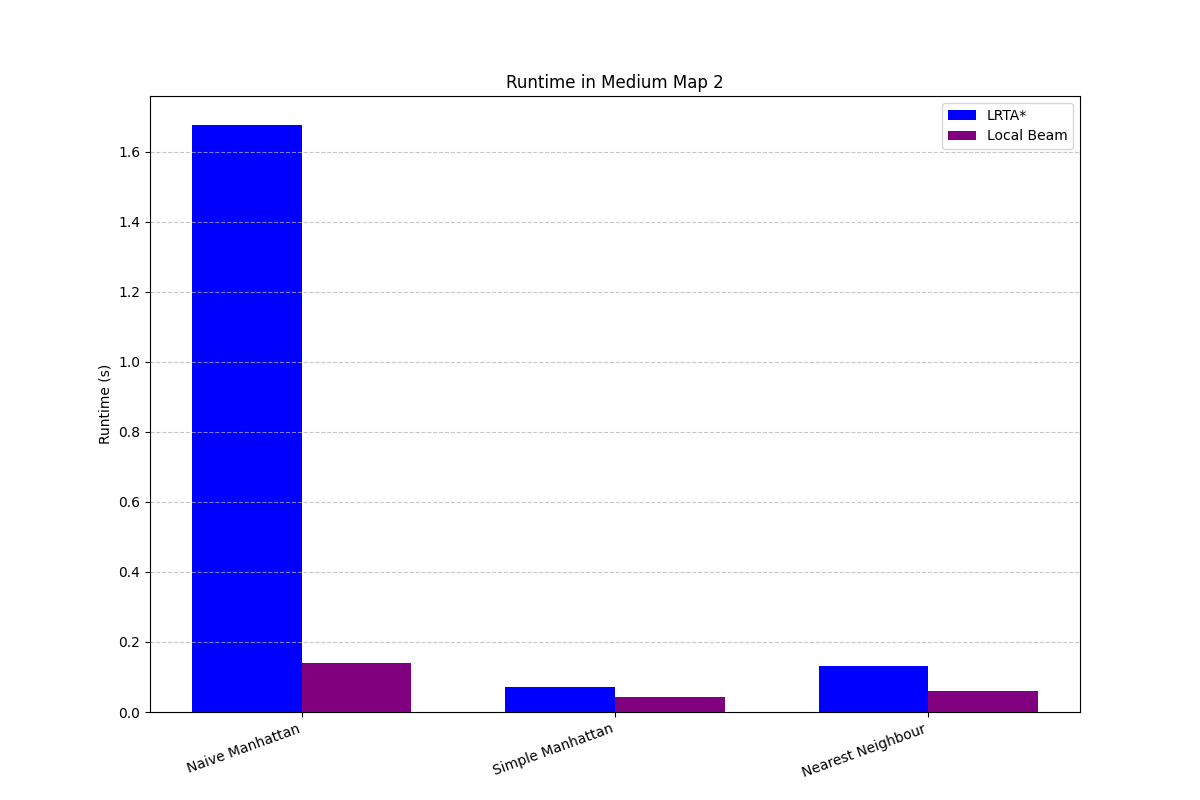 Runtime in Medium Map 2
LRTA*
Local Beam
Runtime (s)
1.6
1.4
1.2
1.0
0.8
0.6
0.4
0.2
0.0
Naive Manhattan
Simple Manhattan
Nearest Neighbour